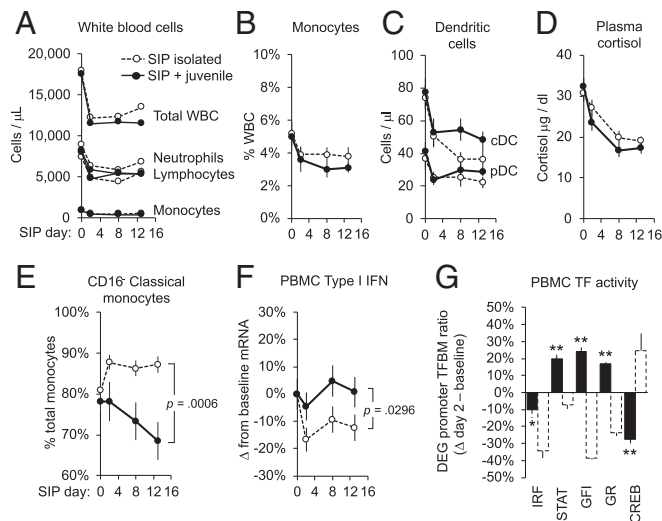 A
White blood cells
20,000
15,000
10,000
5,000
0
Cells / μL
SIP isolated
SIP + juvenile
Total WBC
Neutrophils
Lymphocytes
Monocytes
SIP day: 0 4 8 12 16
B
Monocytes
10%
8%
6%
4%
2%
0%
% WBC
0 4 8 12 16
C
Dendritic
cells
100
80
60
40
20
0
Cells / μl
cDC
pDC
0 4 8 12 16
D
Plasma
cortisol
40
30
20
10
0
Cortisol μg / dl
0 4 8 12 16
E
CD16- Classical
monocytes
100%
90%
80%
70%
60%
% total monocytes
p = .0006
SIP day: 0 4 8 12 16
F
PBMC Type I IFN
30%
20%
10%
0%
-10%
-20%
-30%
Δ from baseline mRNA
p = .0296
0 4 8 12 16
G
PBMC TF activity
50%
40%
30%
20%
10%
0%
-10%
-20%
-30%
-40%
-50%
DEG promoter TFBM ratio
(Δ day 2 – baseline)
*
**
**
**
**
IRF
STAT
GFI
GR
CREB